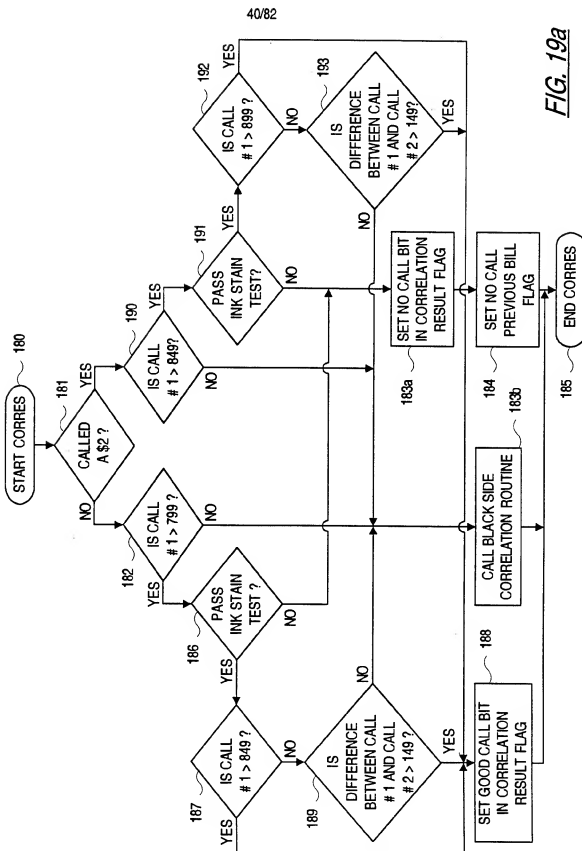 40/82
START CORRES
180
181
CALLED
A $2 ?
NO
YES
182
IS CALL
# 1 > 799 ?
YES
NO
190
IS CALL
# 1 > 849?
YES
NO
186
PASS
INK STAIN
TEST ?
YES
NO
191
PASS
INK STAIN
TEST?
YES
NO
187
IS CALL
# 1 > 849 ?
YES
NO
192
IS CALL
# 1 > 899 ?
YES
NO
189
IS
DIFFERENCE
BETWEEN CALL
# 1 AND CALL
# 2 > 149 ?
NO
YES
193
IS
DIFFERENCE
BETWEEN CALL
# 1 AND CALL
# 2 > 149?
NO
YES
183a
SET NO CALL BIT
IN CORRELATION
RESULT FLAG
188
SET GOOD CALL BIT
IN CORRELATION
RESULT FLAG
CALL BLACK SIDE
CORRELATION ROUTINE
183b
184
SET NO CALL
PREVIOUS BILL
FLAG
185
END CORRES
FIG. 19a